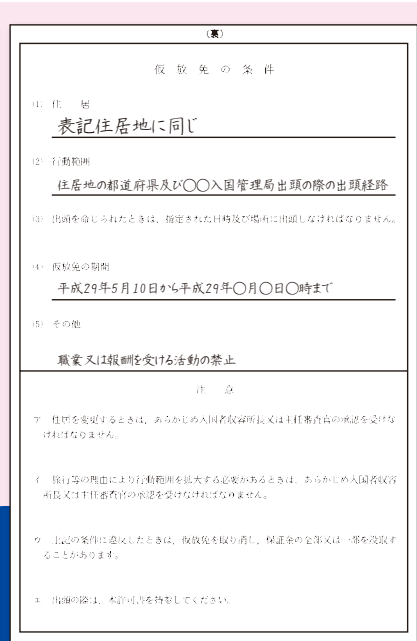 (裏)
仮放免の条件
(1) 住居
表記住居地に同じ
(2) 行動範囲
住居地の都道府県及び〇〇入国管理局出頭の際の出頭経路
(3) 出頭を命じられたときは、指定された日時及び場所に出頭しなければなりません。
(4) 仮放免の期間
平成29年5月10日から平成29年〇月〇日〇時まで
(5) その他
職業又は報酬を受ける活動の禁止
注意
ア 住居を変更するときは、あらかじめ入国者収容所長又は主任審査官の承認を受けな
ければなりません。
イ 旅行等の理由により行動範囲を拡大する必要があるときは、あらかじめ入国者収容
所長又は主任審査官の承認を受けなければなりません。
ウ 上記の条件に違反したときは、仮放免を取り消し、保証金の全部又は一部を没取す
ることがあります。
エ 出頭の際は、本許可書を持参してください。